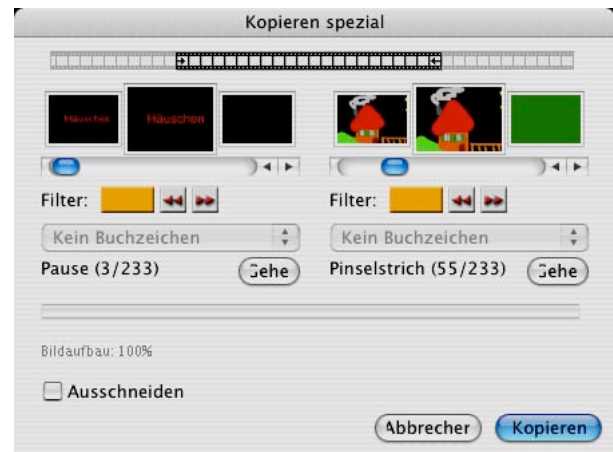 Kopieren spezial
Häuschen Häuschen
Filter: Filter:
Kein Buchzeichen Kein Buchzeichen
Pause (3/233) Gehe Pinselstrich (55/233) Gehe
Bildaufbau: 100%
Ausschneiden
Abbrecher Kopieren